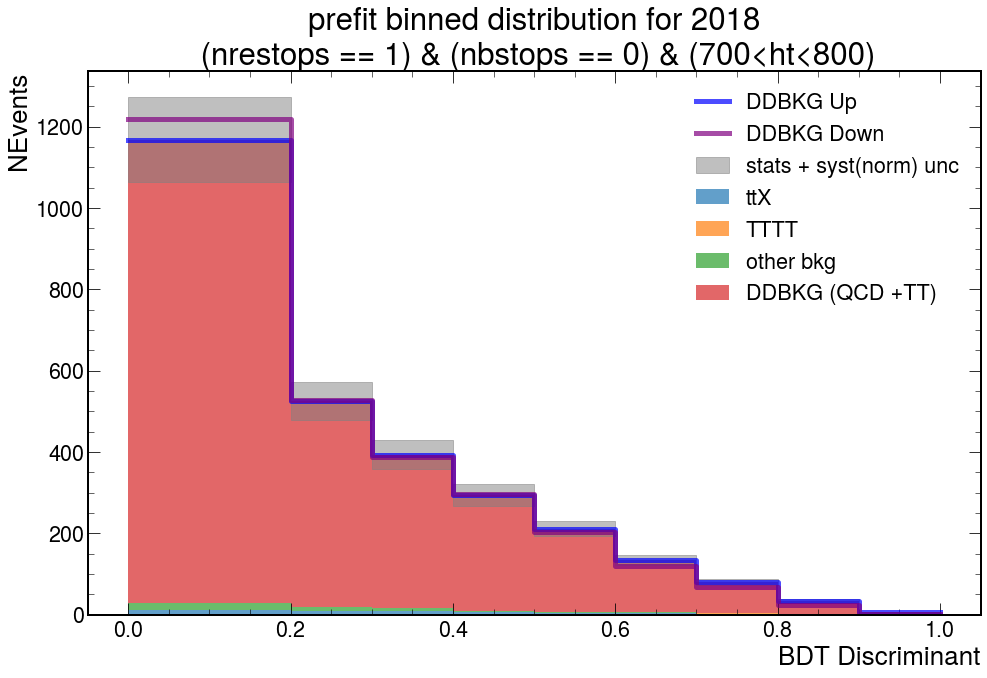 prefit binned distribution for 2018
(nrestops == 1) & (nbstops == 0) & (700<ht<800)
NEvents
1200
1000
800
600
400
200
0
DDBKG Up
DDBKG Down
stats + syst(norm) unc
ttX
TTTT
other bkg
DDBKG (QCD +TT)
0.0 0.2 0.4 0.6 0.8 1.0
BDT Discriminant